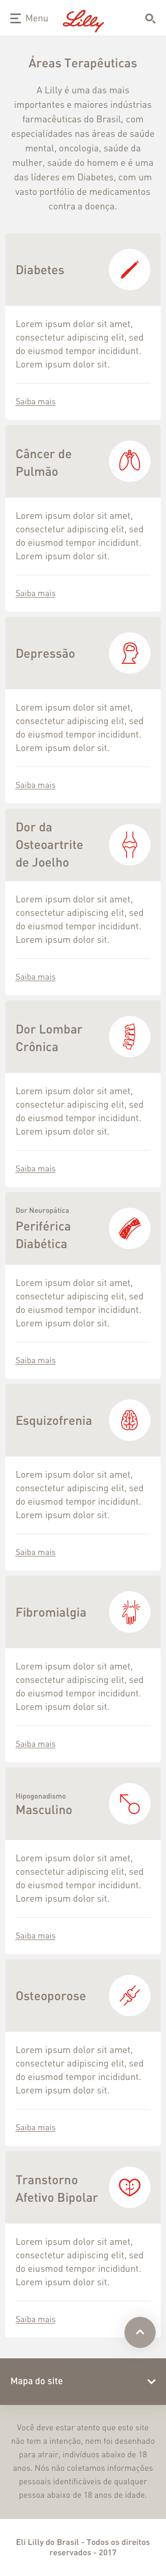 Menu
Lilly
Áreas Terapêuticas
A Lilly é uma das mais
importantes e maiores indústrias
farmacêuticas do Brasil, com
especialidades nas áreas de saúde
mental, oncologia, saúde da
mulher, saúde do homem e é uma
das líderes em Diabetes, com um
vasto portfólio de medicamentos
contra a doença.
Diabetes
Lorem ipsum dolor sit amet,
consectetur adipiscing elit, sed
do eiusmod tempor incididunt.
Lorem ipsum dolor sit.
Saiba mais
Câncer de
Pulmão
Lorem ipsum dolor sit amet,
consectetur adipiscing elit, sed
do eiusmod tempor incididunt.
Lorem ipsum dolor sit.
Saiba mais
Depressão
Lorem ipsum dolor sit amet,
consectetur adipiscing elit, sed
do eiusmod tempor incididunt.
Lorem ipsum dolor sit.
Saiba mais
Dor da
Osteoartrite
de Joelho
Lorem ipsum dolor sit amet,
consectetur adipiscing elit, sed
do eiusmod tempor incididunt.
Lorem ipsum dolor sit.
Saiba mais
Dor Lombar
Crônica
Lorem ipsum dolor sit amet,
consectetur adipiscing elit, sed
do eiusmod tempor incididunt.
Lorem ipsum dolor sit.
Saiba mais
Dor Neuropática
Periférica
Diabética
Lorem ipsum dolor sit amet,
consectetur adipiscing elit, sed
do eiusmod tempor incididunt.
Lorem ipsum dolor sit.
Saiba mais
Esquizofrenia
Lorem ipsum dolor sit amet,
consectetur adipiscing elit, sed
do eiusmod tempor incididunt.
Lorem ipsum dolor sit.
Saiba mais
Fibromialgia
Lorem ipsum dolor sit amet,
consectetur adipiscing elit, sed
do eiusmod tempor incididunt.
Lorem ipsum dolor sit.
Saiba mais
Hipogonadismo
Masculino
Lorem ipsum dolor sit amet,
consectetur adipiscing elit, sed
do eiusmod tempor incididunt.
Lorem ipsum dolor sit.
Saiba mais
Osteoporose
Lorem ipsum dolor sit amet,
consectetur adipiscing elit, sed
do eiusmod tempor incididunt.
Lorem ipsum dolor sit.
Saiba mais
Transtorno
Afetivo Bipolar
Lorem ipsum dolor sit amet,
consectetur adipiscing elit, sed
do eiusmod tempor incididunt.
Lorem ipsum dolor sit.
Saiba mais
Mapa do site
Você deve estar atento que este site
não tem a intenção, nem foi desenhado
para atrair, indivíduos abaixo de 18
anos. Nós não coletamos informações
pessoais identificáveis de qualquer
pessoa abaixo de 18 anos de idade.
Eli Lilly do Brasil - Todos os direitos
reservados - 2017